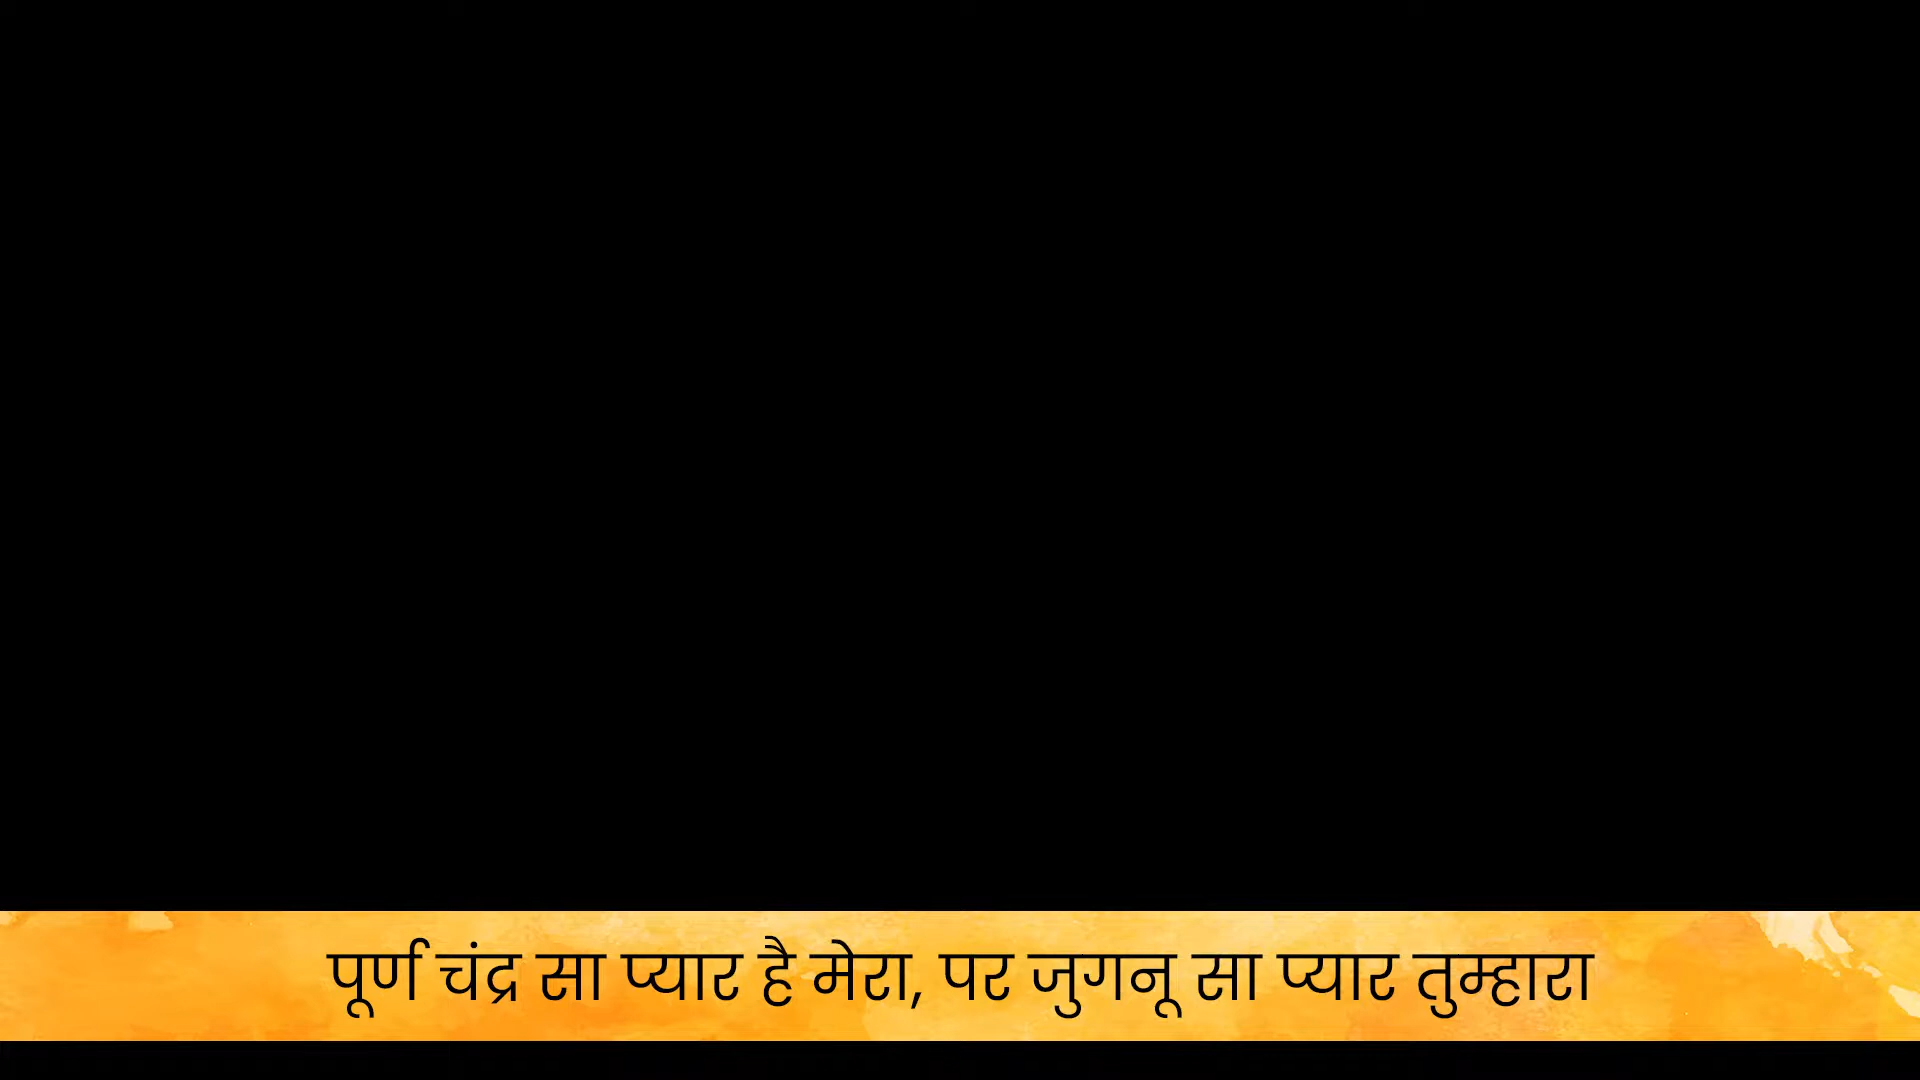 पूर्ण चंद्र सा प्यार है मेरा, पर जुगनू सा प्यार तुम्हारा